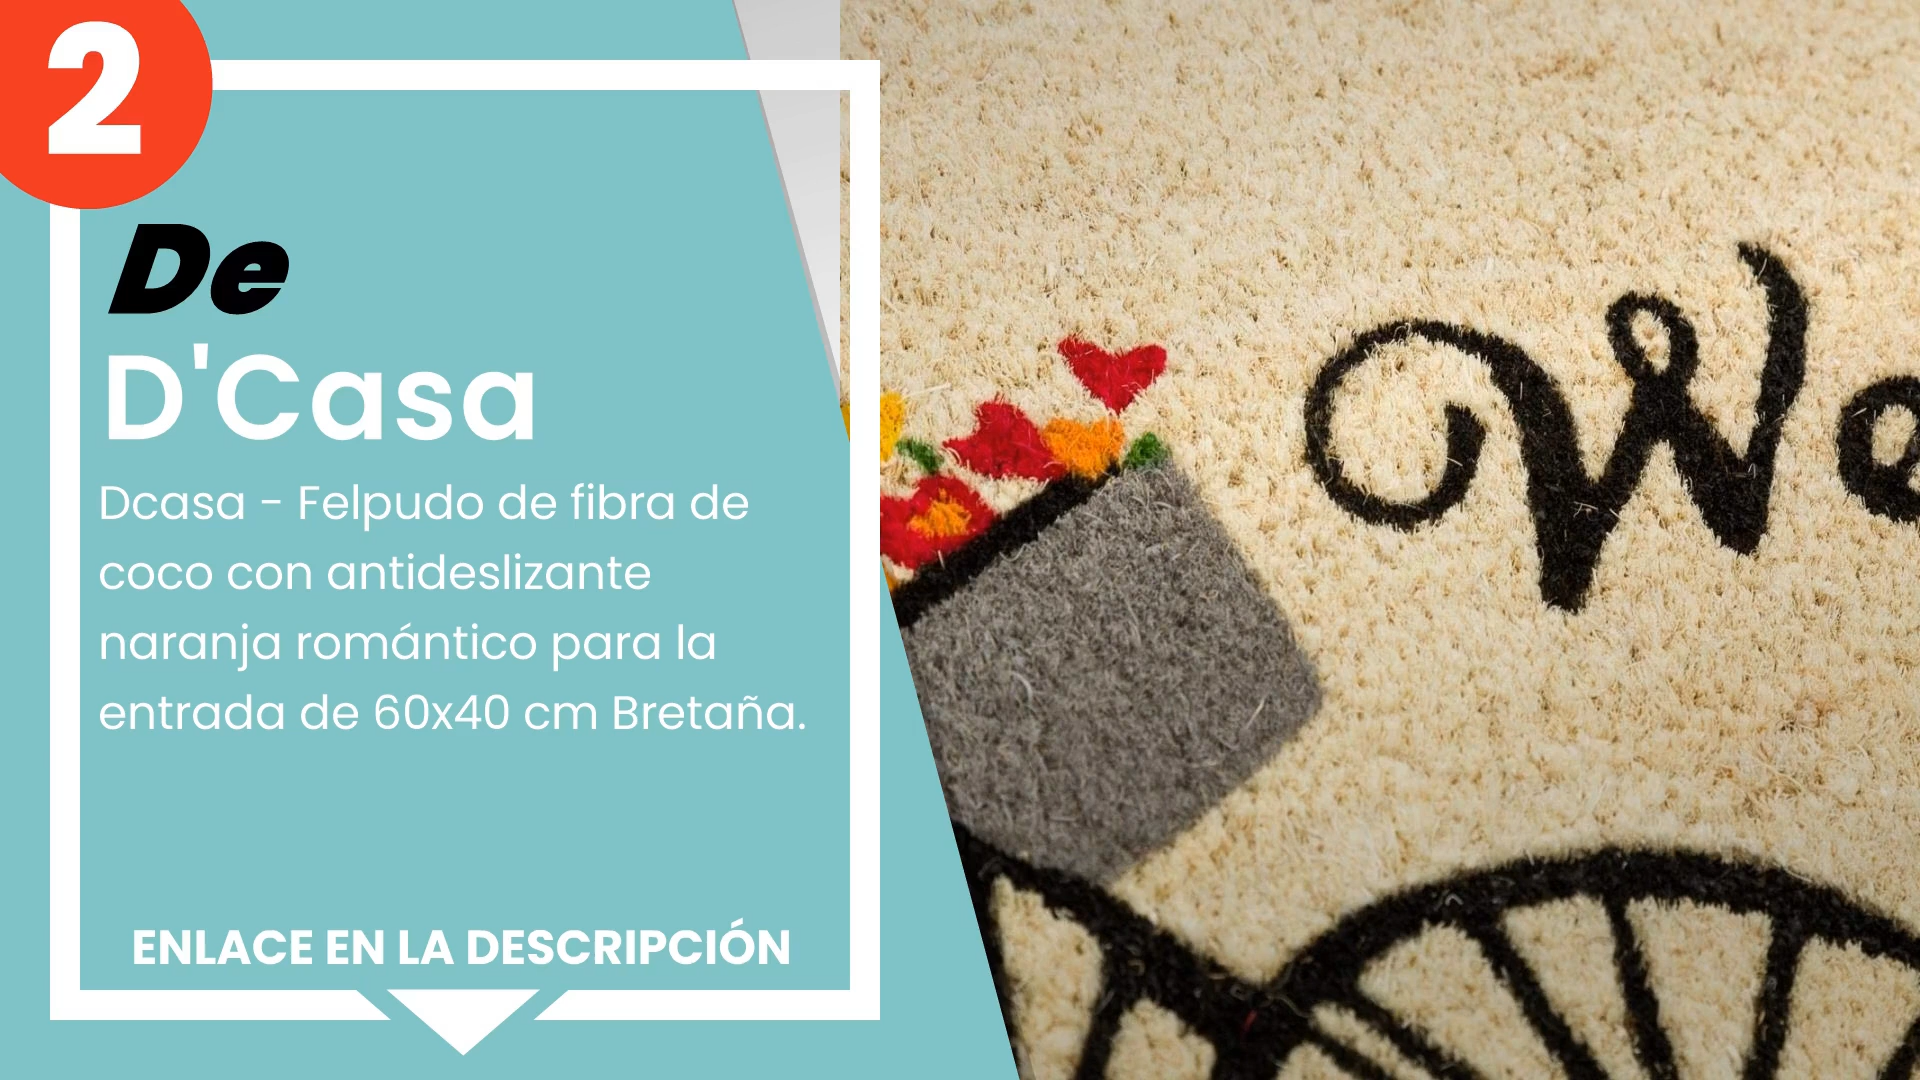 2
De
D'Casa
Dcasa - Felpudo de fibra de
coco con antideslizante
naranja romántico para la
entrada de 60x40 cm Bretaña.
ENLACE EN LA DESCRIPCIÓN
We